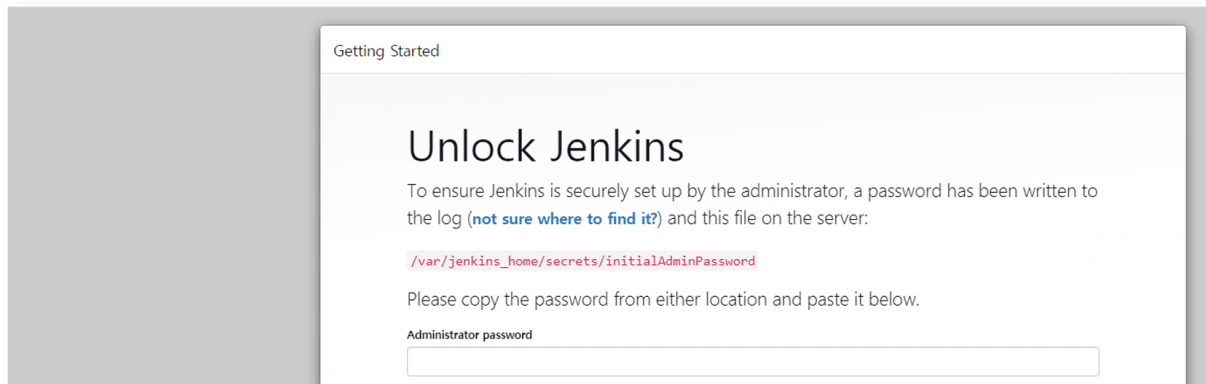 Getting Started
Unlock Jenkins
To ensure Jenkins is securely set up by the administrator, a password has been written to
the log (not sure where to find it?) and this file on the server:
/var/jenkins_home/secrets/initialAdminPassword
Please copy the password from either location and paste it below.
Administrator password